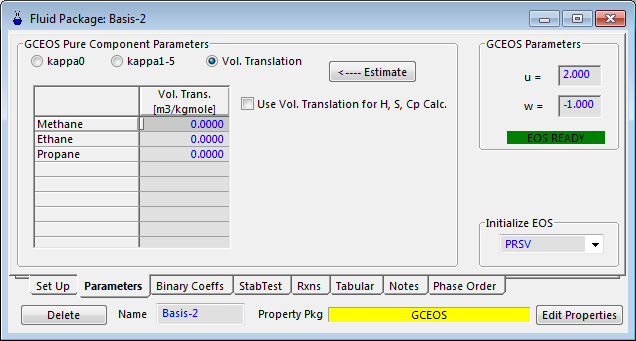 Fluid Package: Basis-2
GCEOS Pure Component Parameters
kappa0 kappa1-5 Vol. Translation
<---- Estimate
Vol. Trans.
[m3/kgmole]
Methane 0.0000
Ethane 0.0000
Propane 0.0000
Use Vol. Translation for H, S, Cp Calc.
GCEOS Parameters
u = 2.000
w = -1.000
EOS READY
Initialize EOS
PRSV
Set Up Parameters Binary Coeffs StabTest Rxns Tabular Notes Phase Order
Delete Name Basis-2 Property Pkg GCEOS Edit Properties